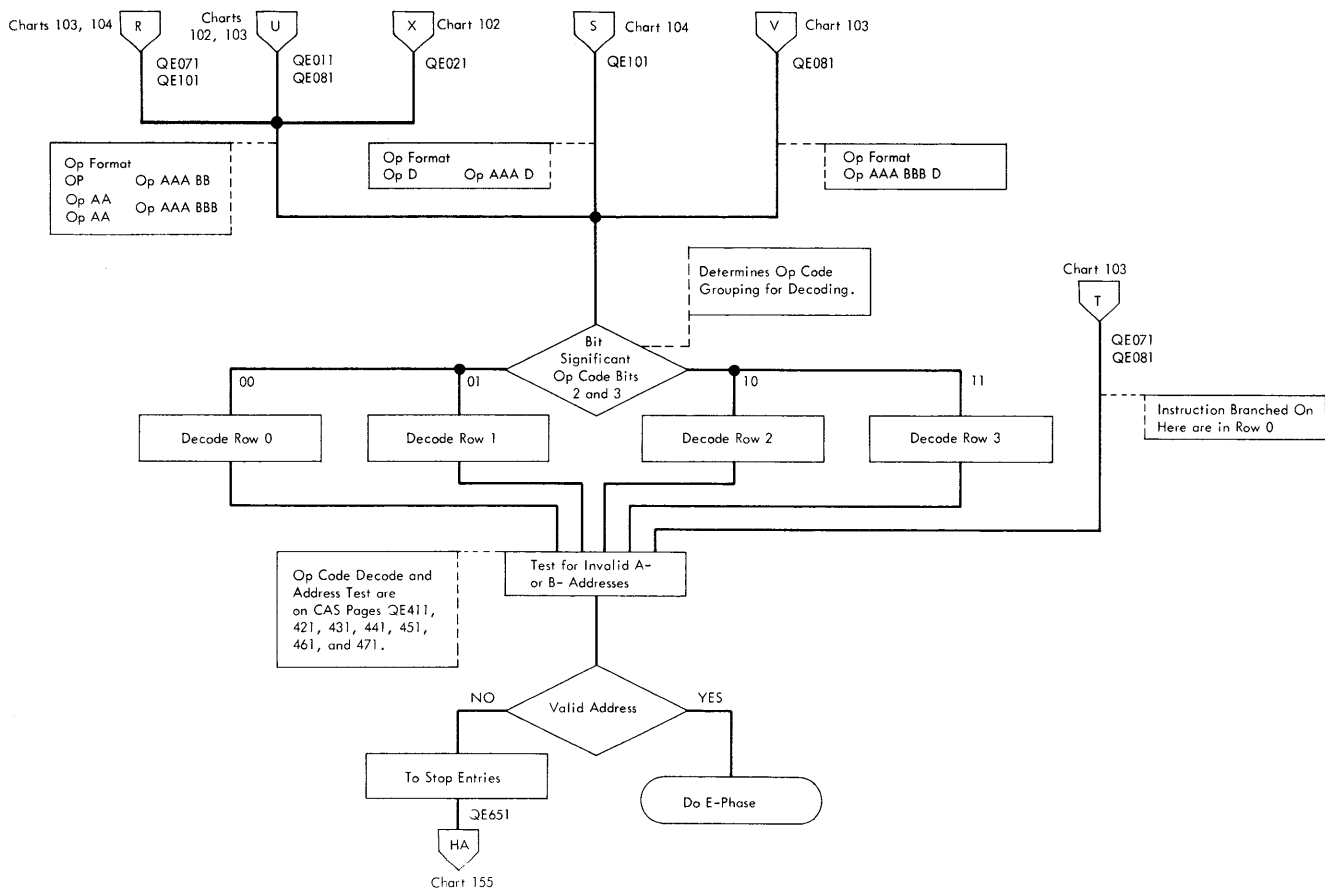 Charts 103, 104
R
Charts
102, 103
U
X
Chart 102
S
Chart 104
V
Chart 103
QE071
QE101
QE011
QE081
QE021
QE101
QE081
Op Format
OP Op AAA BB
Op AA Op AAA BBB
Op AA
Op Format
Op D Op AAA D
Op Format
Op AAA BBB D
Determines Op Code
Grouping for Decoding.
Chart 103
T
QE071
QE081
Bit
Significant
Op Code Bits
2 and 3
00
01
10
11
Instruction Branched On
Here are in Row 0
Decode Row 0
Decode Row 1
Decode Row 2
Decode Row 3
Test for Invalid A-
or B- Addresses
Op Code Decode and
Address Test are
on CAS Pages QE411,
421, 431, 441, 451,
461, and 471.
NO
Valid Address
YES
To Stop Entries
Do E-Phase
QE651
HA
Chart 155